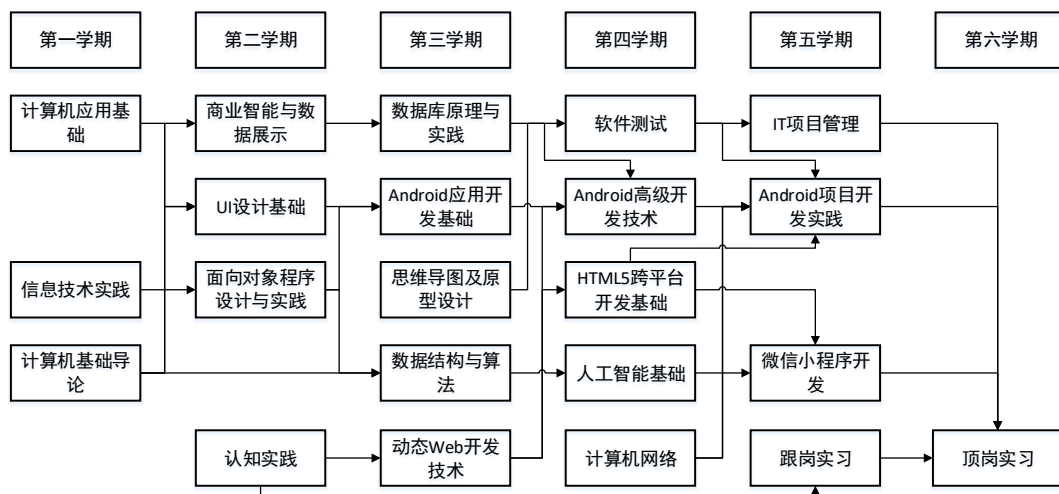 第一学期
第二学期
第三学期
第四学期
第五学期
第六学期
计算机应用基
础
商业智能与数
据展示
数据库原理与
实践
软件测试
IT项目管理
UI设计基础
Android应用开
发基础
Android高级开
发技术
Android项目开
发实践
信息技术实践
面向对象程序
设计与实践
思维导图及原
型设计
HTML5跨平台
开发基础
计算机基础导
论
数据结构与算
法
人工智能基础
微信小程序开
发
认知实践
动态Web开发
技术
计算机网络
跟岗实习
顶岗实习